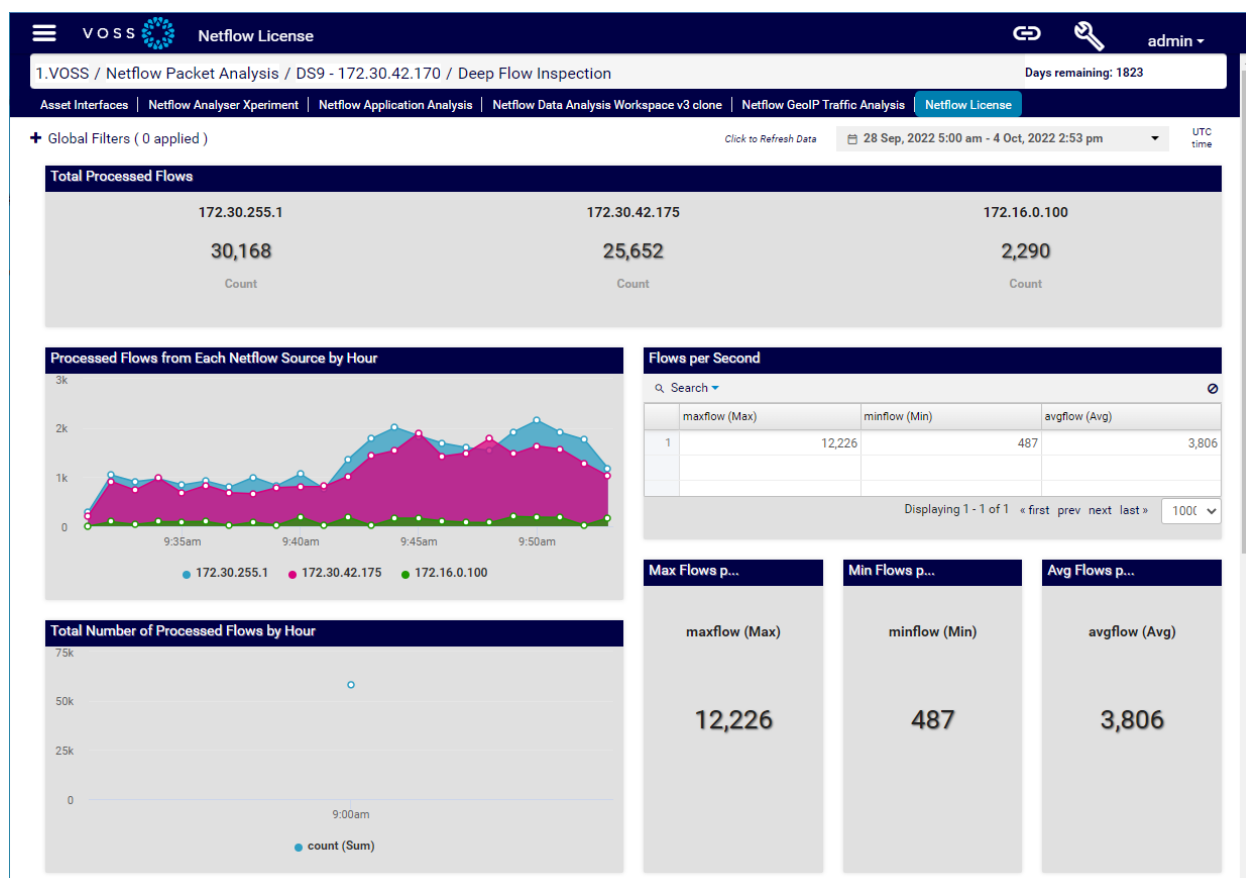 VOSS Netflow License admin
1.VOSS / Netflow Packet Analysis / DS9 - 172.30.42.170 / Deep Flow Inspection Days remaining: 1823
Asset Interfaces | Netflow Analyser Xperiment | Netflow Application Analysis | Netflow Data Analysis Workspace v3 clone | Netflow GeoIP Traffic Analysis | Netflow License
+ Global Filters ( 0 applied ) Click to Refresh Data 28 Sep, 2022 5:00 am - 4 Oct, 2022 2:53 pm UTC time
Total Processed Flows
172.30.255.1 172.30.42.175 172.16.0.100
30,168 25,652 2,290
Count Count Count
Processed Flows from Each Netflow Source by Hour
3k
2k
1k
0
9:35am 9:40am 9:45am 9:50am
172.30.255.1 172.30.42.175 172.16.0.100
Flows per Second
Search
maxflow (Max) minflow (Min) avgflow (Avg)
1 12,226 487 3,806
Displaying 1 - 1 of 1 « first prev next last » 100
Total Number of Processed Flows by Hour
75k
50k
25k
0
9:00am
count (Sum)
Max Flows p... Min Flows p... Avg Flows p...
maxflow (Max) minflow (Min) avgflow (Avg)
12,226 487 3,806